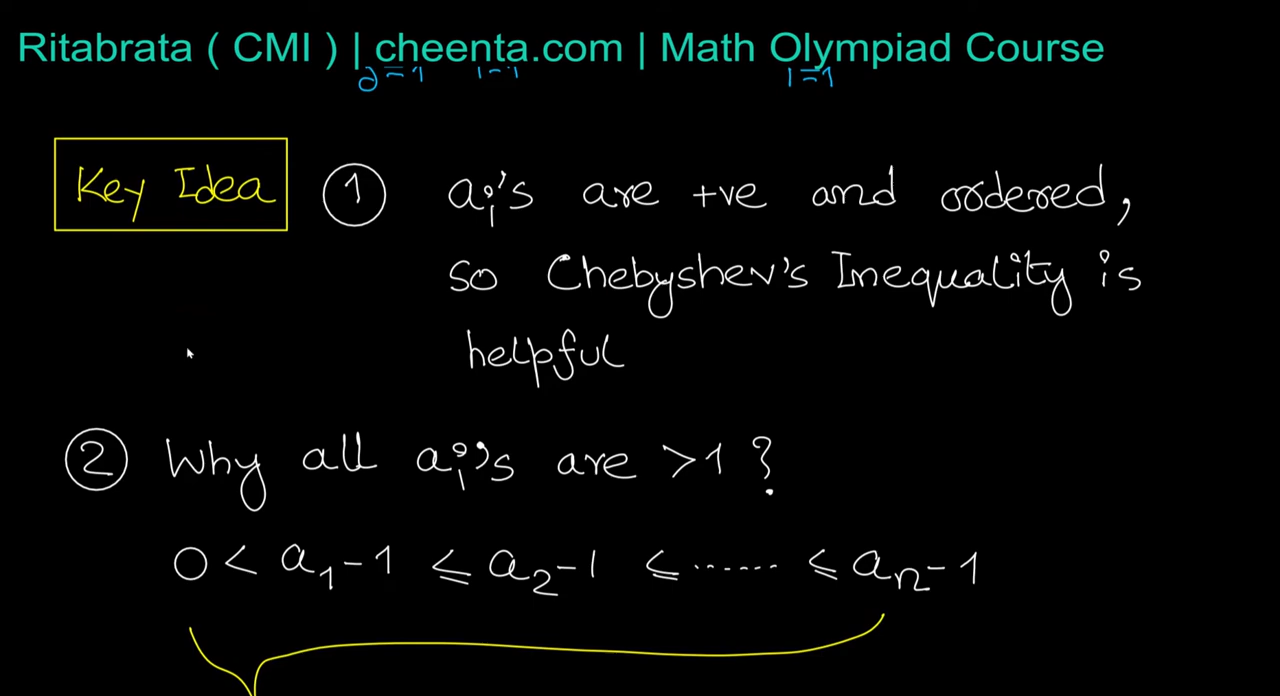 Ritabrata ( CMI ) | cheenta.com | Math Olympiad Course
i=1
Key Idea ① aᵢ's are +ve and ordered,
so Chebyshev's Inequality is
helpful
② Why all aᵢ's are >1 ?
0 < a₁-1 ≤ a₂-1 ≤ ...... ≤ aₙ-1